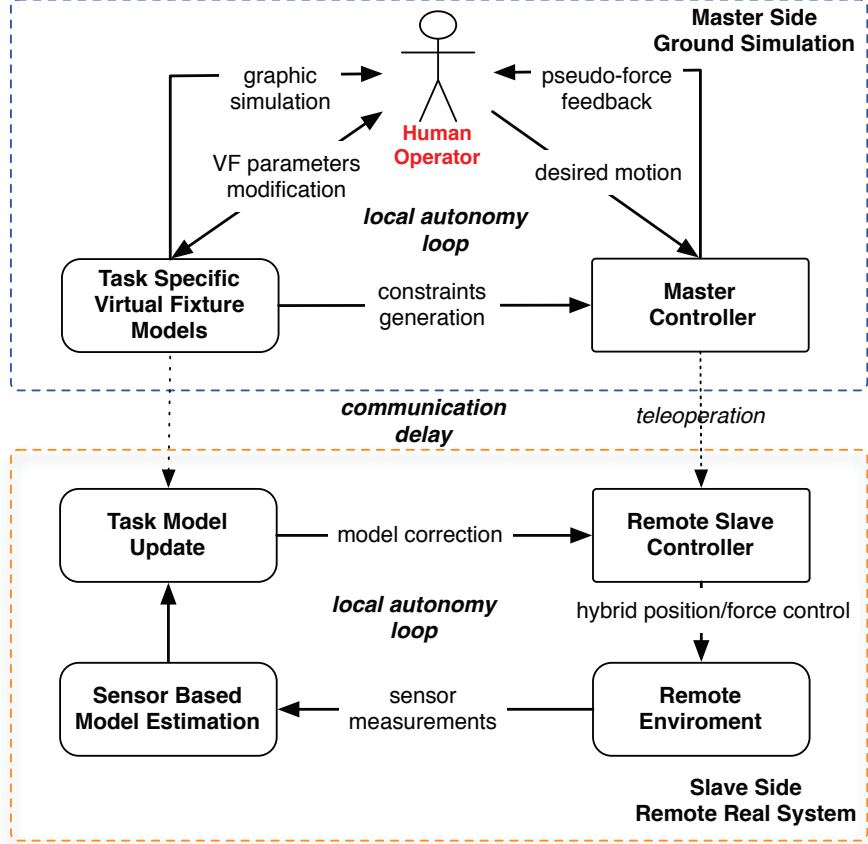 Master Side
Ground Simulation
graphic
simulation
pseudo-force
feedback
Human
Operator
VF parameters
modification
desired motion
local autonomy
loop
Task Specific
Virtual Fixture
Models
constraints
generation
Master
Controller
communication
delay
teleoperation
Task Model
Update
model correction
Remote Slave
Controller
local autonomy
loop
hybrid position/force control
Sensor Based
Model Estimation
sensor
measurements
Remote
Enviroment
Slave Side
Remote Real System